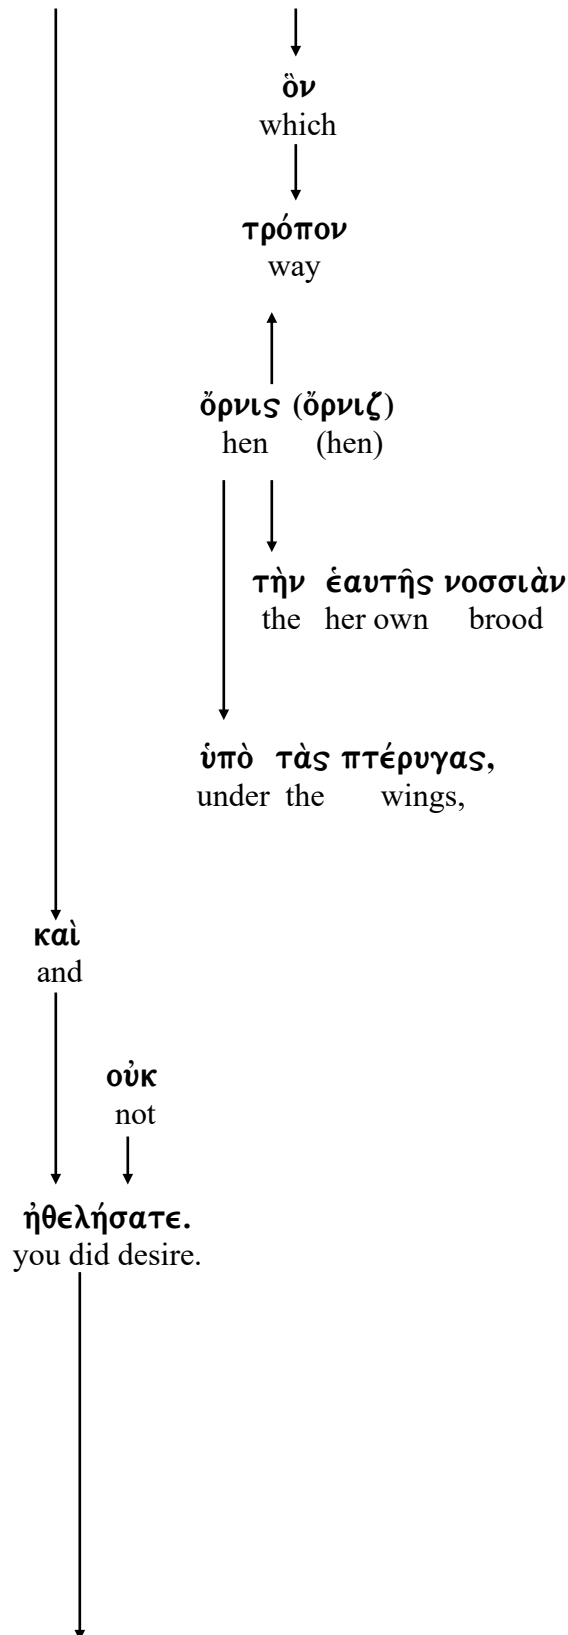 ὃν
which
τρόπον
way
ὄρνις (ὄρνιζ)
hen (hen)
τὴν ἑαυτῆς νοσσιὰν
the her own brood
ὑπὸ τὰς πτέρυγας,
under the wings,
καὶ
and
οὐκ
not
ἠθελήσατε.
you did desire.